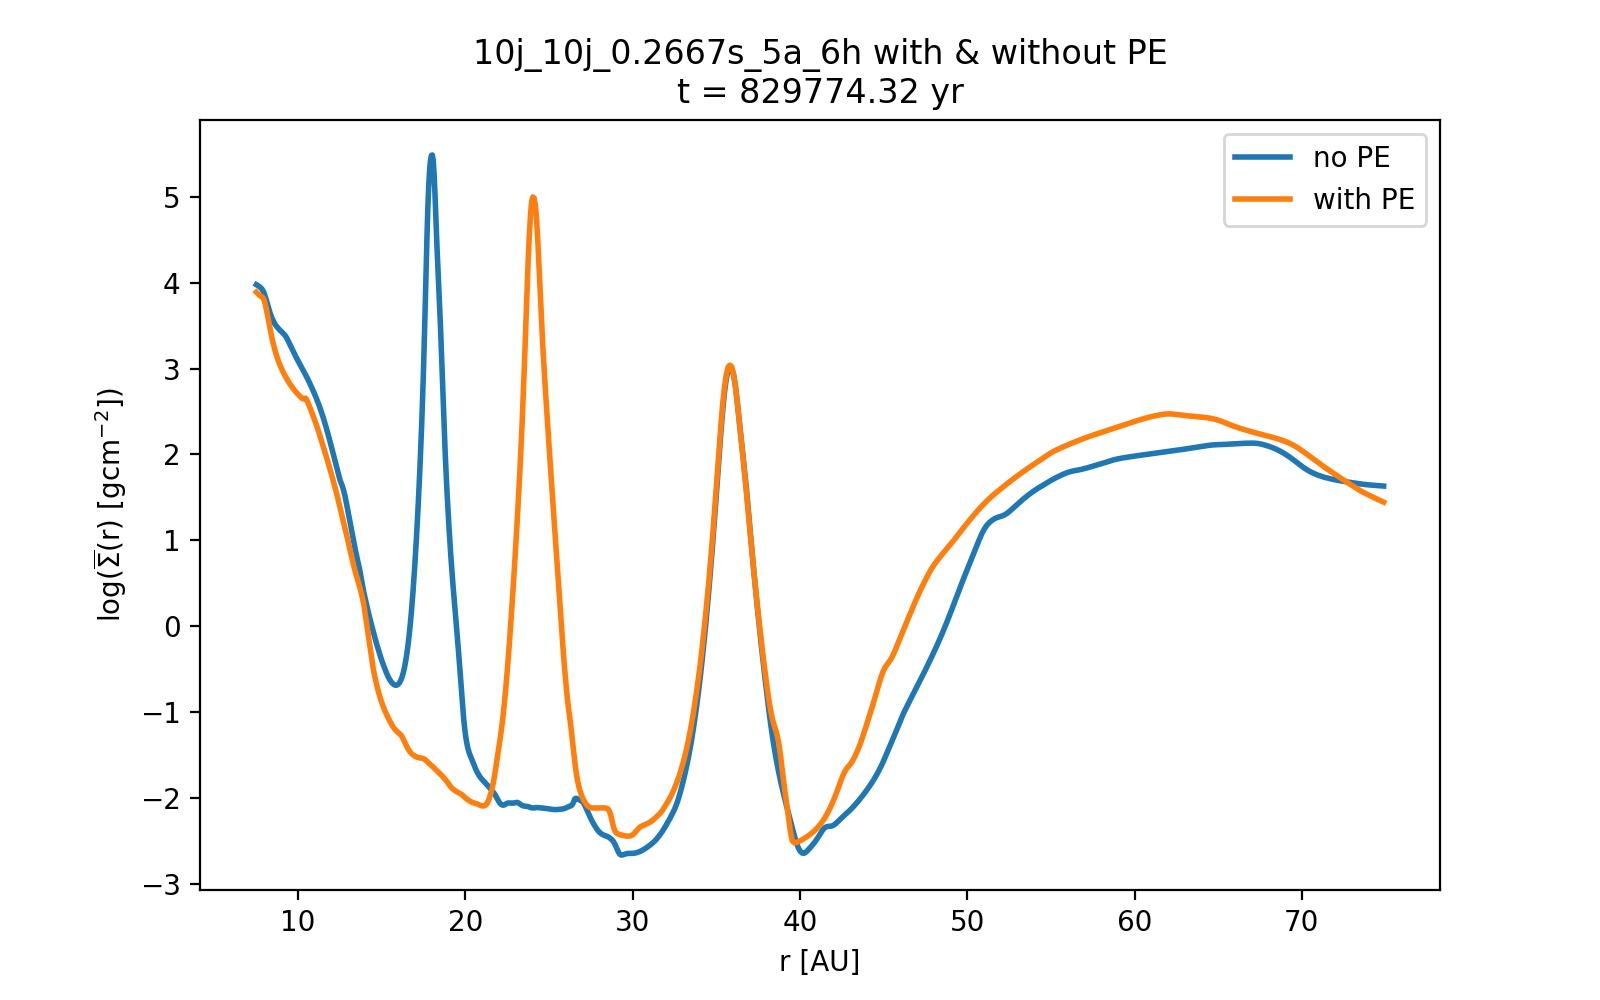 10j_10j_0.2667s_5a_6h with & without PE
t = 829774.32 yr
no PE
with PE
log(Σ̅(r) [gcm⁻²])
5
4
3
2
1
0
−1
−2
−3
10 20 30 40 50 60 70
r [AU]